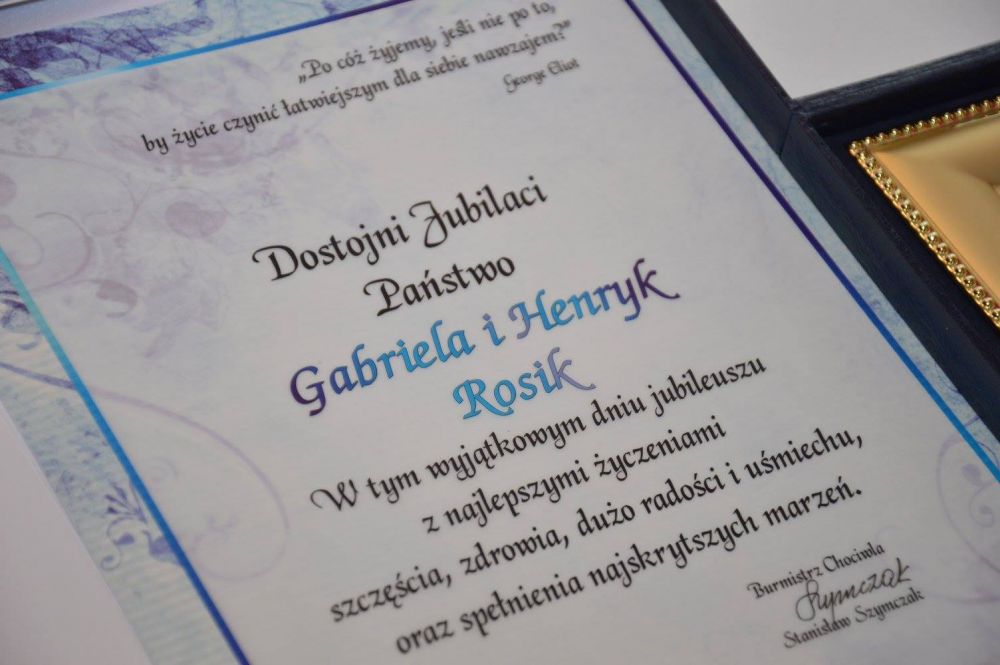 „Po cóż żyjemy, jeśli nie po to,
by życie czynić łatwiejszym dla siebie nawzajem?”
George Eliot
Dostojni Jubilaci
Państwo
Gabriela i Henryk
Rosik
W tym wyjątkowym dniu jubileuszu
z najlepszymi życzeniami
szczęścia, zdrowia, dużo radości i uśmiechu,
oraz spełnienia najskrytszych marzeń.
Burmistrz Chociwla
Szymczak
Stanisław Szymczak